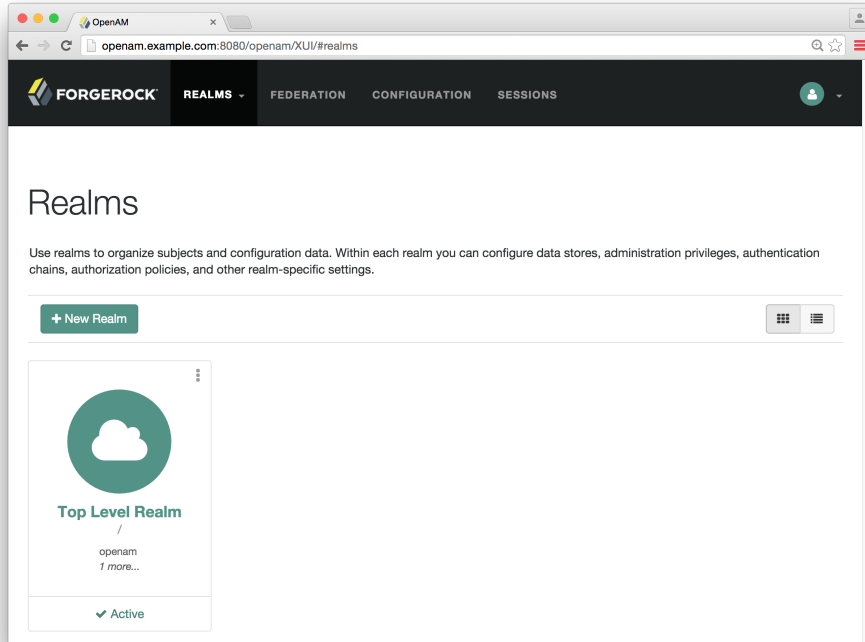 OpenAM
openam.example.com:8080/openam/XUI/#realms
FORGEROCK
REALMS
FEDERATION
CONFIGURATION
SESSIONS
Realms
Use realms to organize subjects and configuration data. Within each realm you can configure data stores, administration privileges, authentication
chains, authorization policies, and other realm-specific settings.
+ New Realm
Top Level Realm
/
openam
1 more...
Active